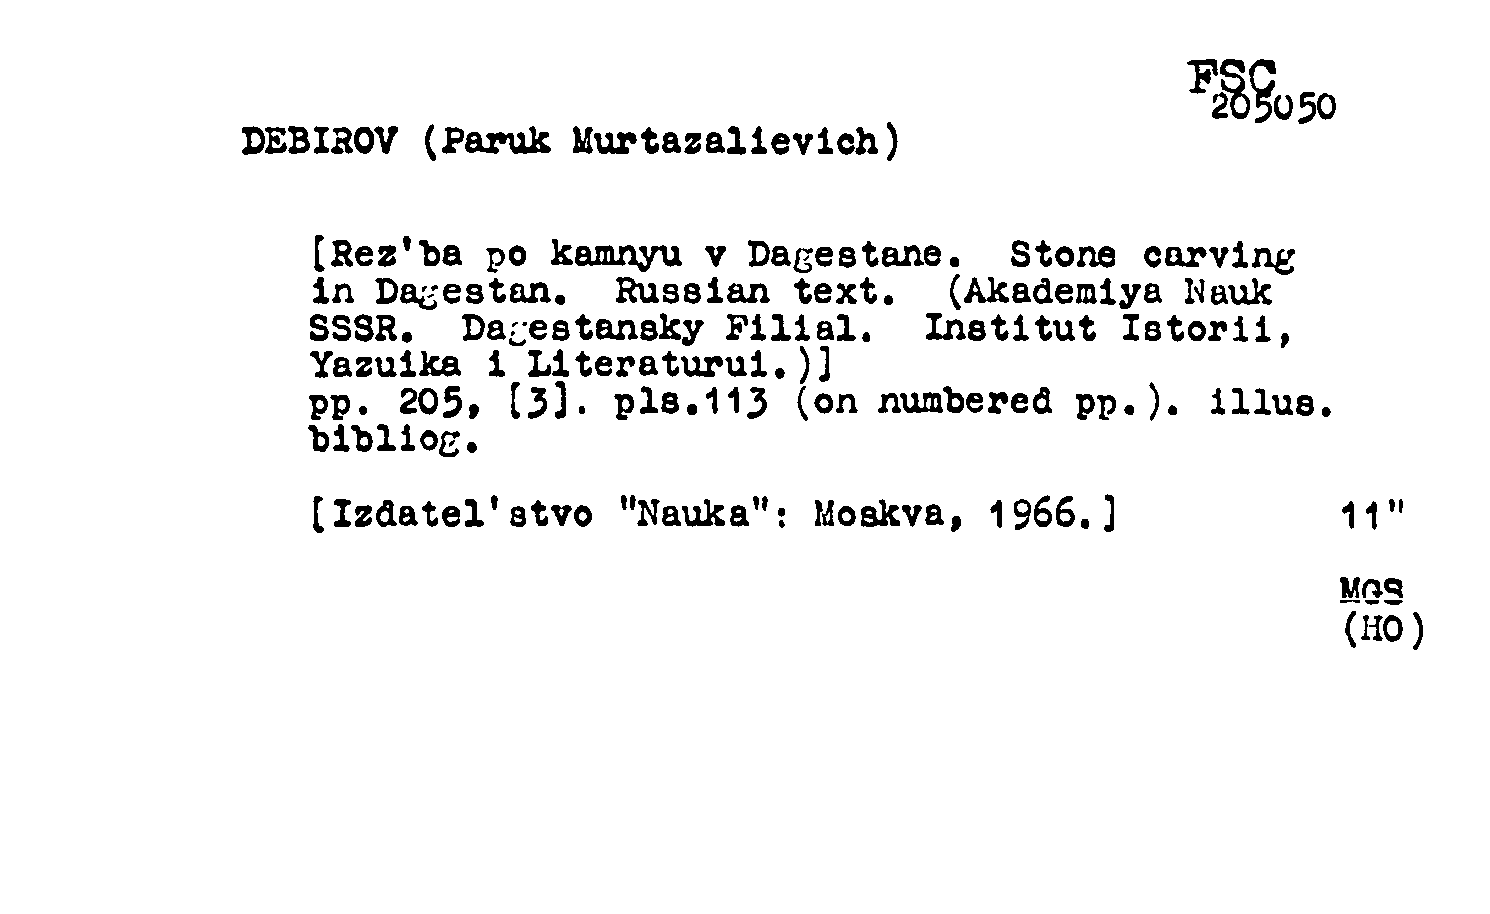 FSC
205050
DEBIROV (Paruk Murtazalievich)
[Rez'ba po kamnyu v Dagestane. Stone carving
in Dagestan. Russian text. (Akademiya Nauk
SSSR. Dagestansky Filial. Institut Istorii,
Yazuika i Literaturui.)]
pp. 205, [3]. pls.113 (on numbered pp.). illus.
bibliog.
[Izdatel'stvo "Nauka": Moskva, 1966.] 11"
MGS
(HO)